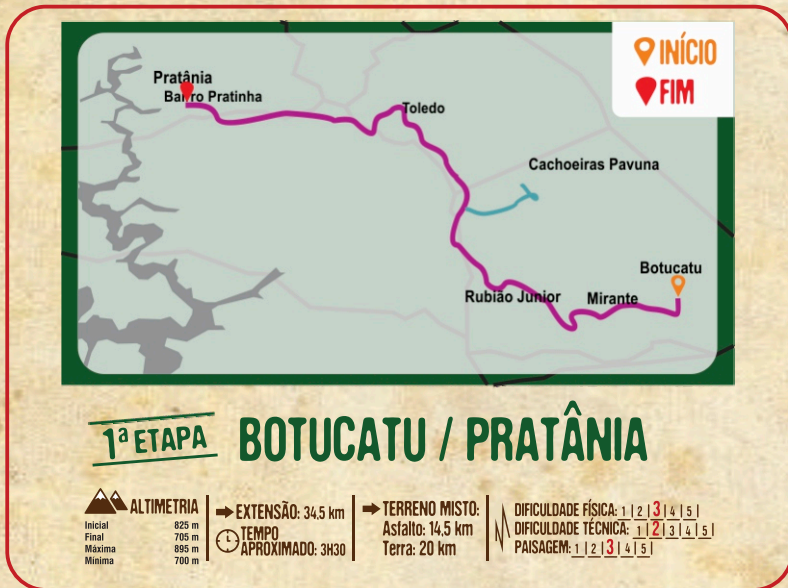 INÍCIO
FIM
Pratânia
Bairro Pratinha
Toledo
Cachoeiras Pavuna
Botucatu
Rubião Junior
Mirante
1ª ETAPA
BOTUCATU / PRATÂNIA
ALTIMETRIA
Inicial 825 m
Final 705 m
Máxima 895 m
Mínima 700 m
EXTENSÃO: 34,5 km
TEMPO
APROXIMADO: 3H30
TERRENO MISTO:
Asfalto: 14,5 km
Terra: 20 km
DIFICULDADE FÍSICA: 1 | 2 | 3 | 4 | 5 |
DIFICULDADE TÉCNICA: 1 | 2 | 3 | 4 | 5 |
PAISAGEM: 1 | 2 | 3 | 4 | 5 |